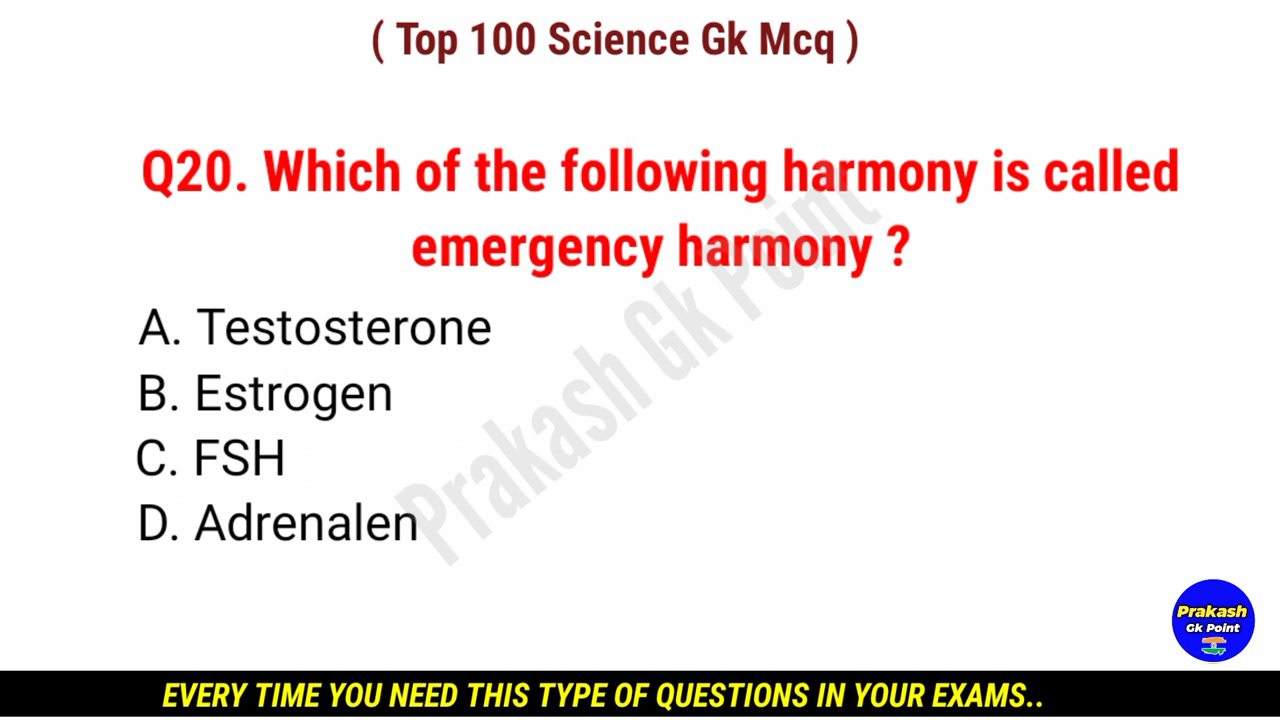 ( Top 100 Science Gk Mcq )
Q20. Which of the following harmony is called
emergency harmony ?
A. Testosterone
B. Estrogen
C. FSH
D. Adrenalen
Prakash Gk Point
Prakash
Gk Point
EVERY TIME YOU NEED THIS TYPE OF QUESTIONS IN YOUR EXAMS..